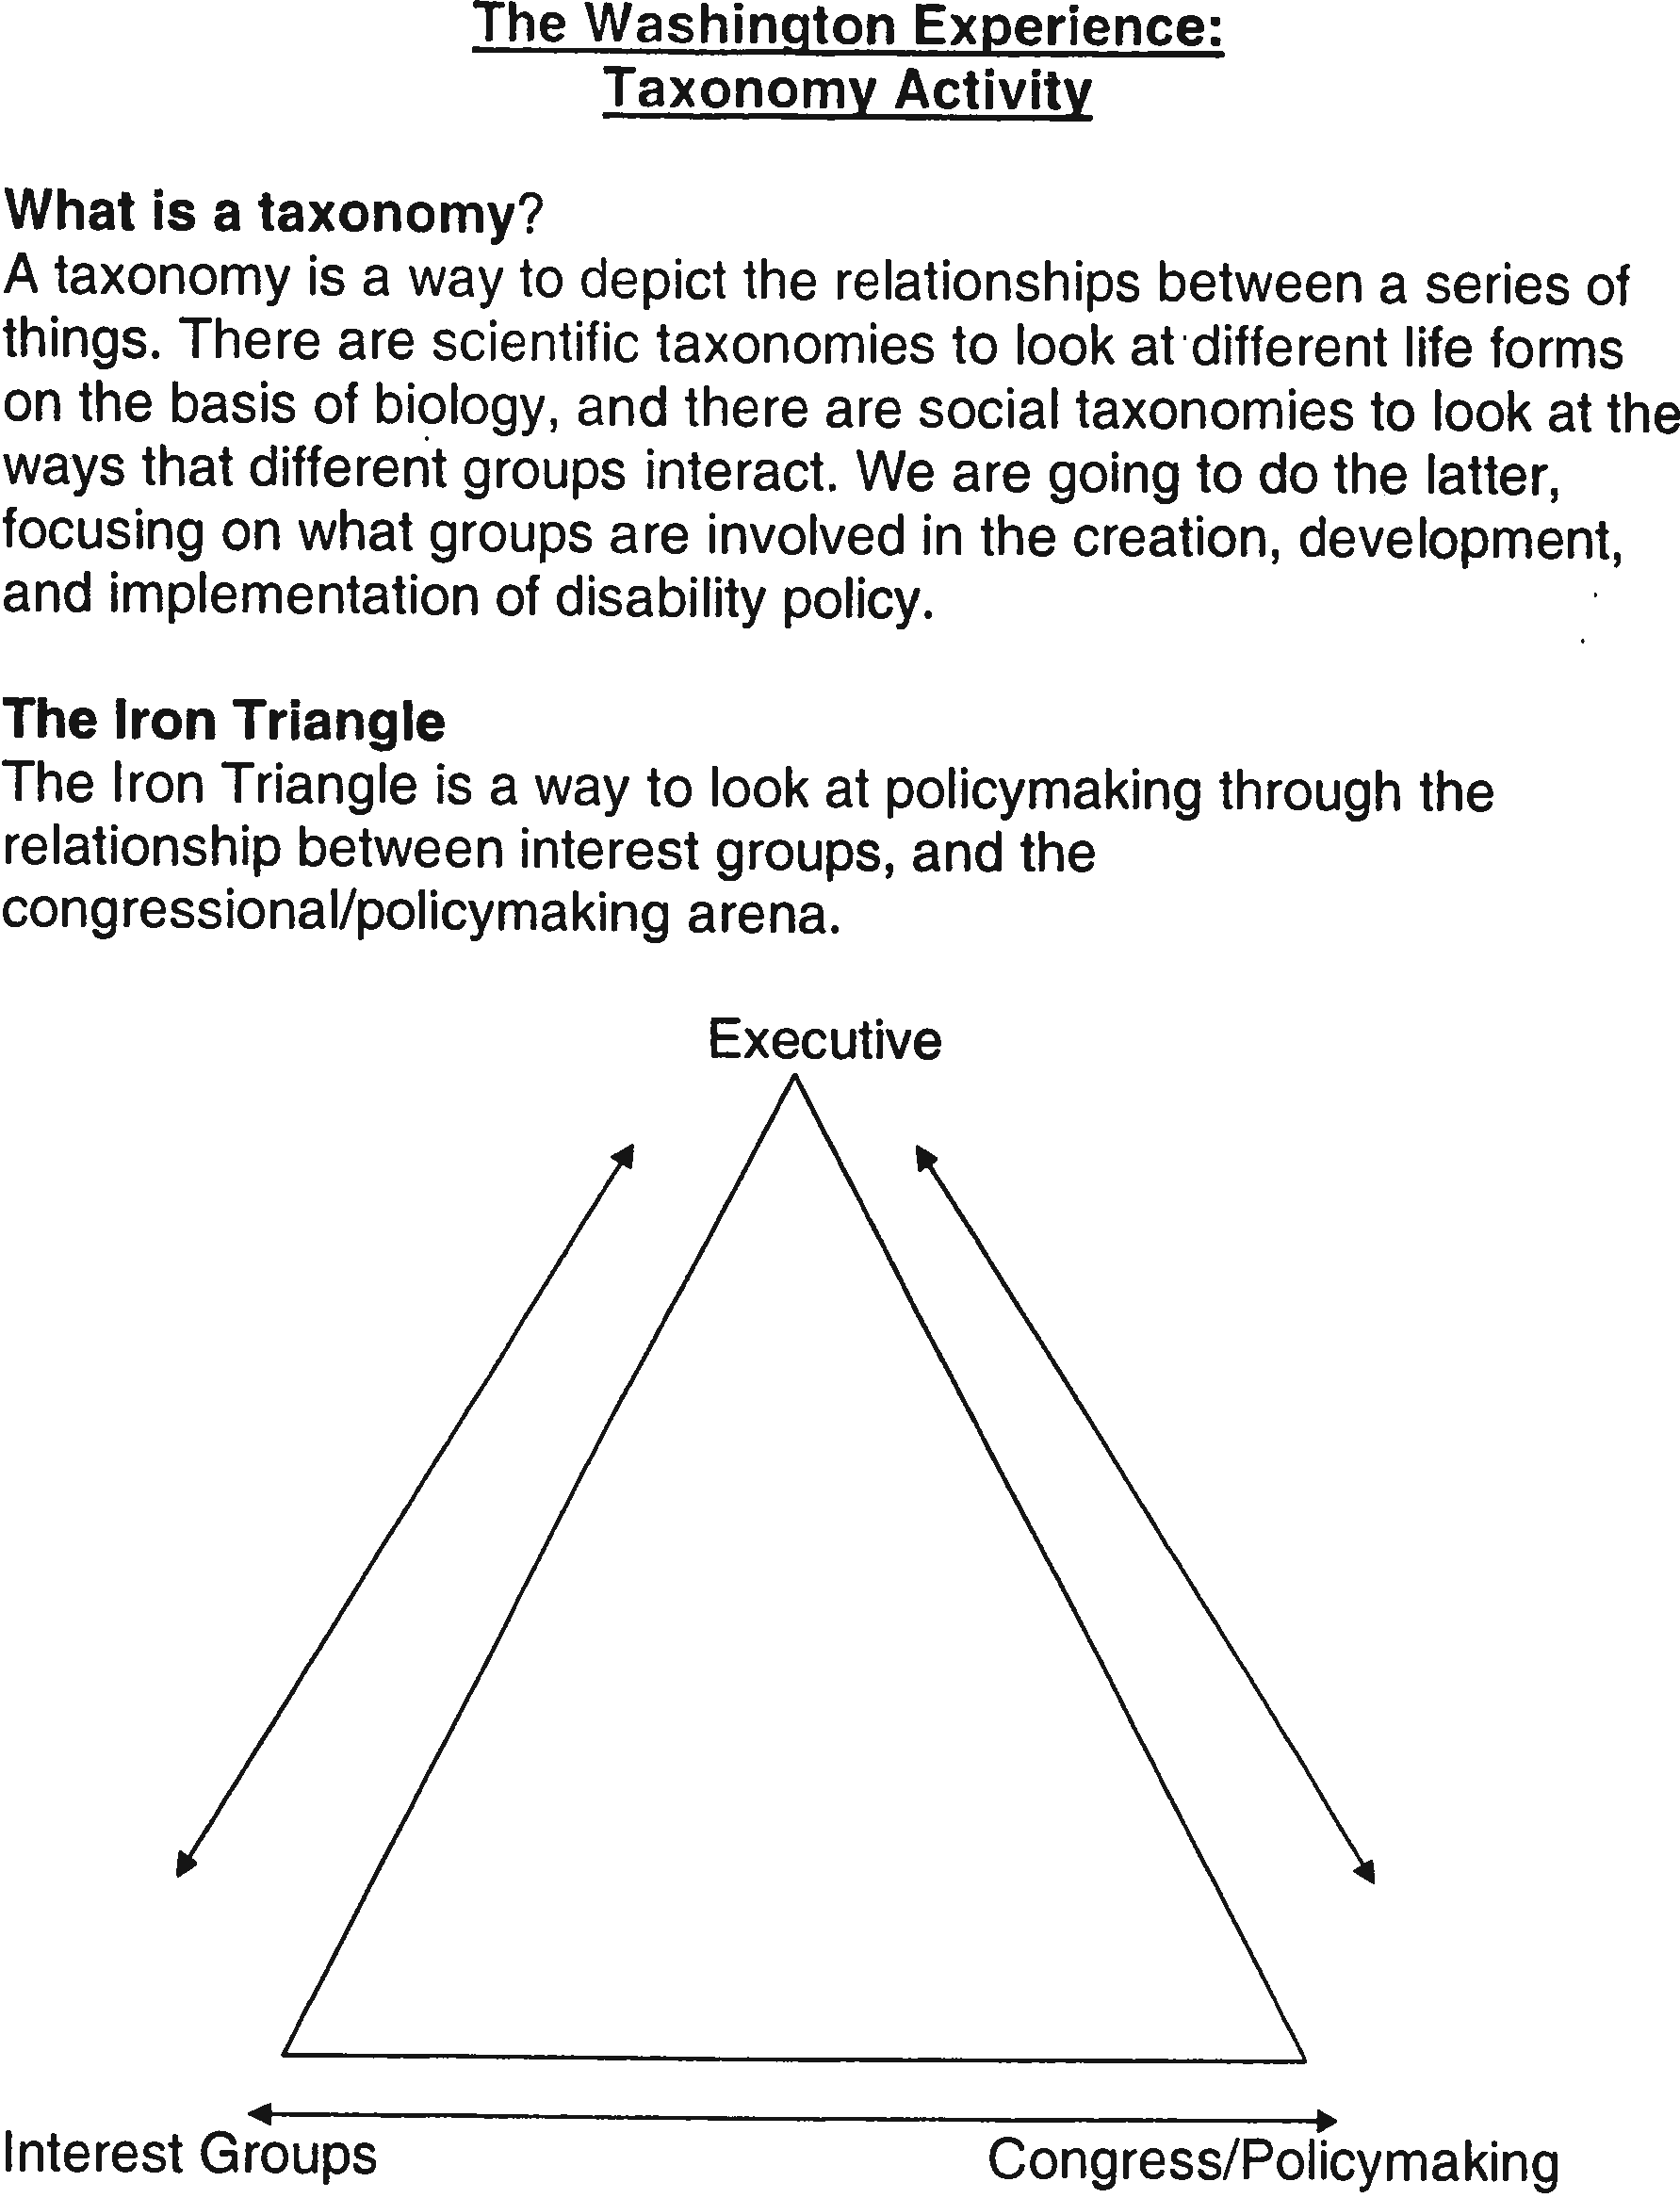 The Washington Experience:
Taxonomy Activity
What is a taxonomy?
A taxonomy is a way to depict the relationships between a series of
things. There are scientific taxonomies to look at different life forms
on the basis of biology, and there are social taxonomies to look at the
ways that different groups interact. We are going to do the latter,
focusing on what groups are involved in the creation, development,
and implementation of disability policy.
The Iron Triangle
The Iron Triangle is a way to look at policymaking through the
relationship between interest groups, and the
congressional/policymaking arena.
Executive
Interest Groups
Congress/Policymaking